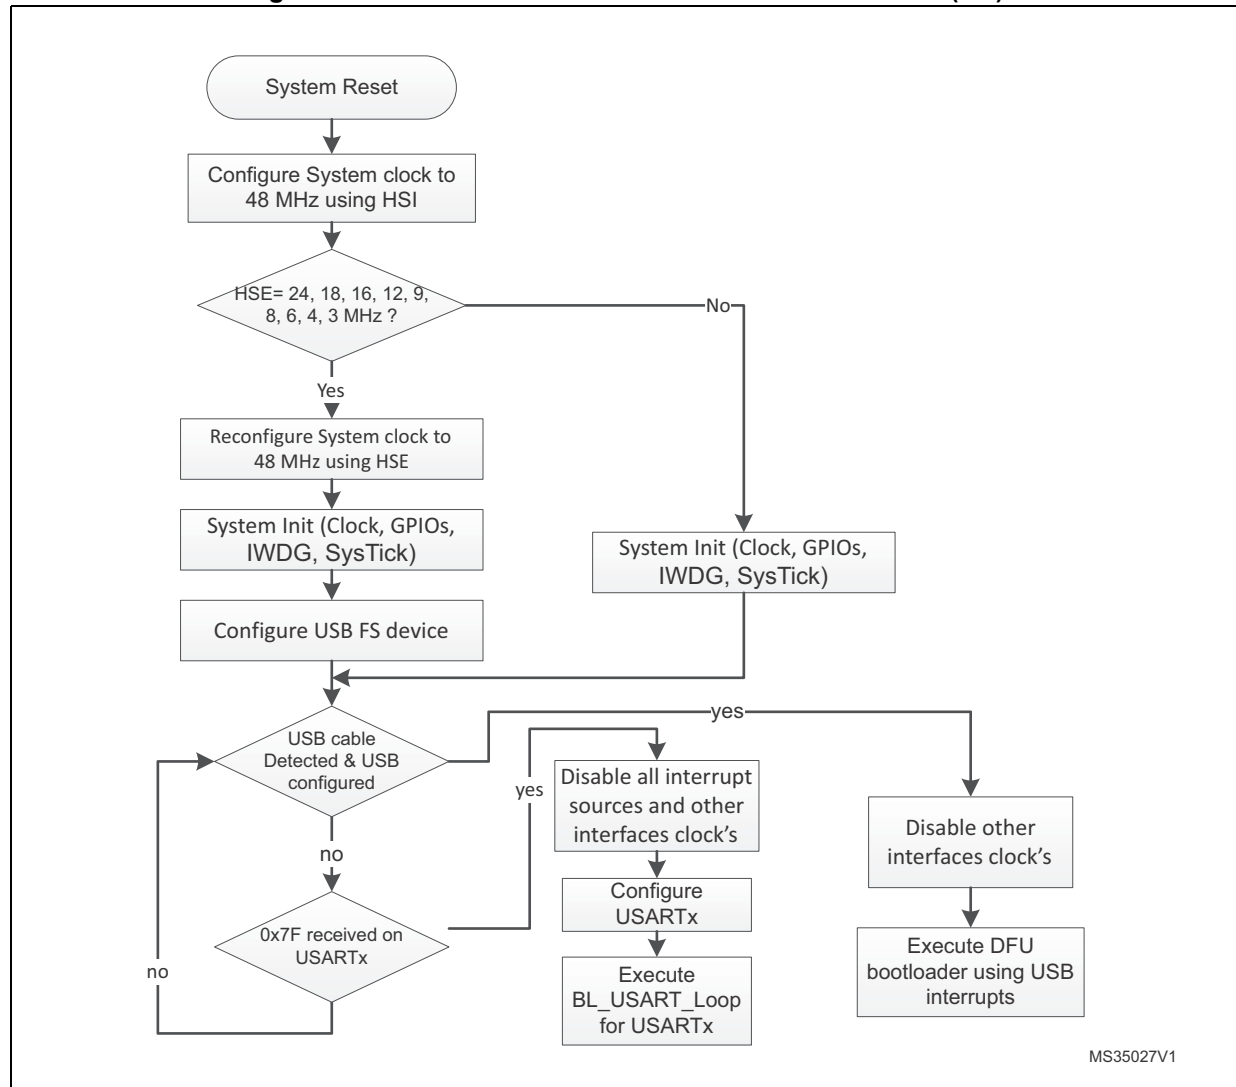 System Reset
Configure System clock to
48 MHz using HSI
HSE= 24, 18, 16, 12, 9,
8, 6, 4, 3 MHz ?
No
Yes
Reconfigure System clock to
48 MHz using HSE
System Init (Clock, GPIOs,
IWDG, SysTick)
System Init (Clock, GPIOs,
IWDG, SysTick)
Configure USB FS device
USB cable
Detected & USB
configured
yes
yes
Disable all interrupt
sources and other
interfaces clock's
Disable other
interfaces clock's
no
Configure
USARTx
0x7F received on
USARTx
no
Execute
BL_USART_Loop
for USARTx
Execute DFU
bootloader using USB
interrupts
MS35027V1